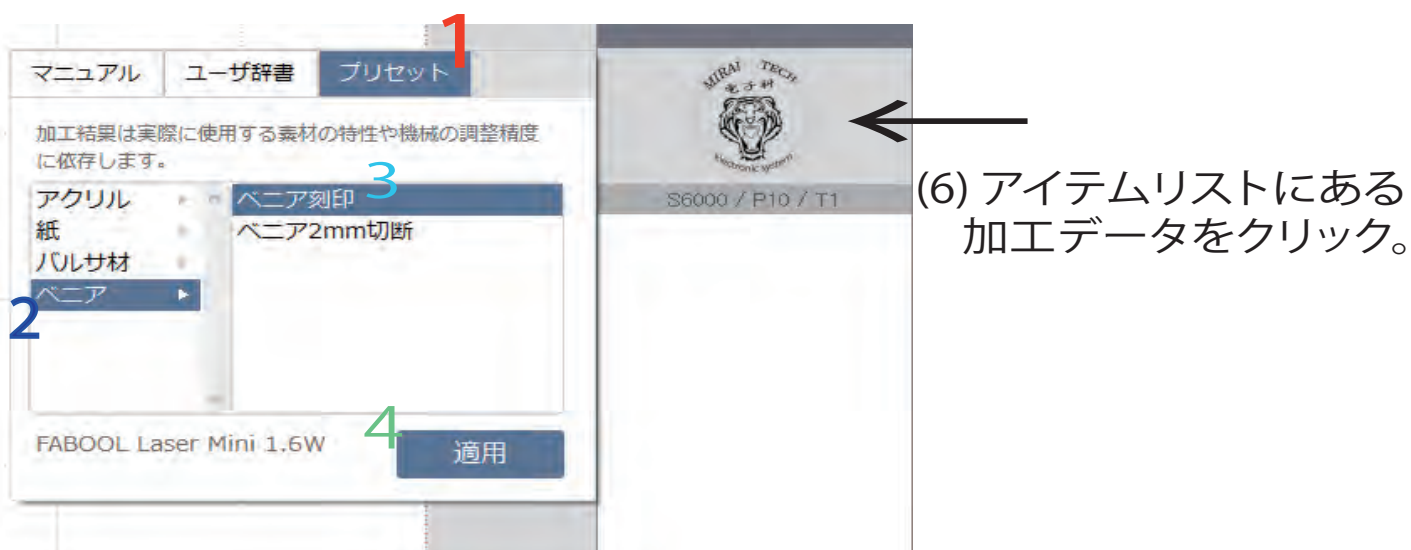 1
マニュアル
ユーザ辞書
プリセット
加工結果は実際に使用する素材の特性や機械の調整精度
に依存します。
3
アクリル
紙
バルサ材
ベニア
ベニア刻印
ベニア2mm切断
2
4
FABOOL Laser Mini 1.6W
適用
MIRAI TECH
电子村
Electronic system
S6000 / P10 / T1
(6) アイテムリストにある
加工データをクリック。